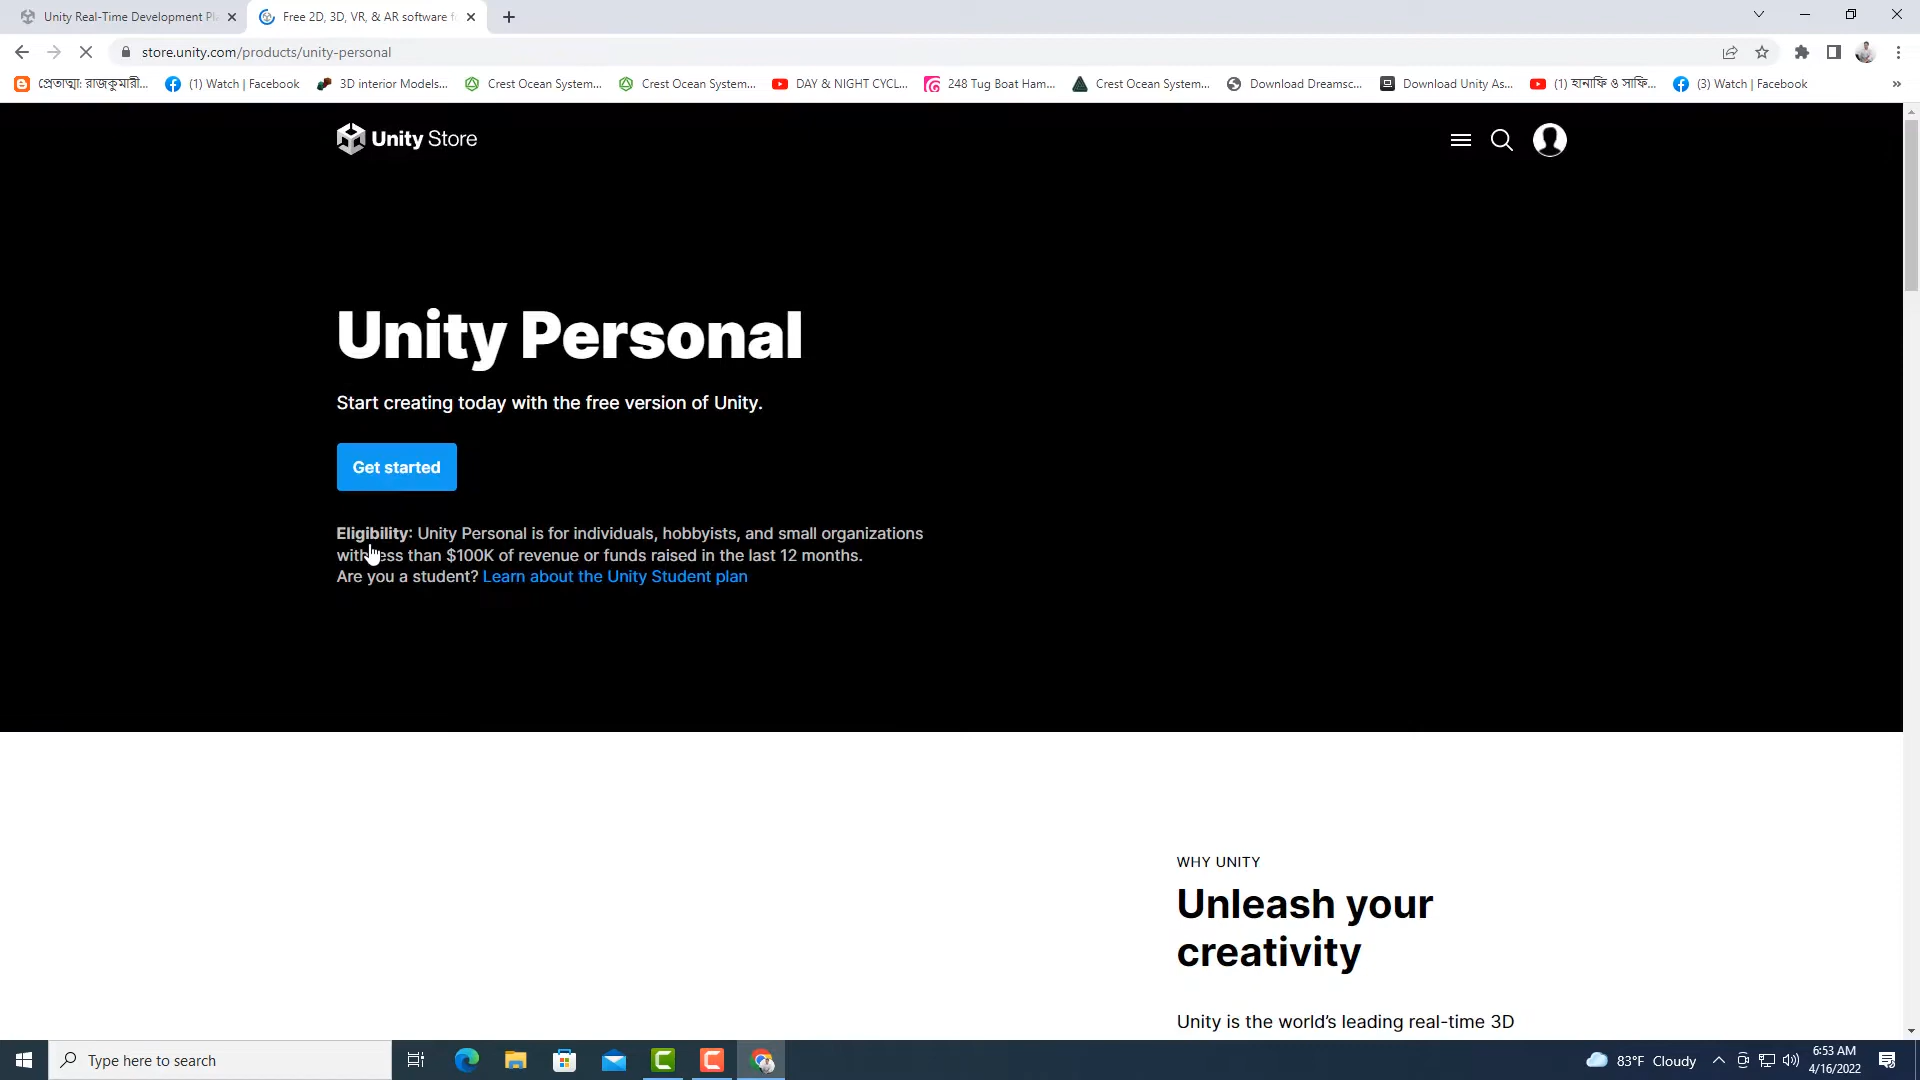 Unity Real-Time Development Pl
Free 2D, 3D, VR, & AR software f
store.unity.com/products/unity-personal
প্রেতাত্মা: রাজকুমারী...
(1) Watch | Facebook
3D interior Models...
Crest Ocean System...
Crest Ocean System...
DAY & NIGHT CYCL...
248 Tug Boat Ham...
Crest Ocean System...
Download Dreamsc...
Download Unity As...
(1) হানাফি ও সাফি...
(3) Watch | Facebook
Unity Store
Unity Personal
Start creating today with the free version of Unity.
Get started
Eligibility: Unity Personal is for individuals, hobbyists, and small organizations
with less than $100K of revenue or funds raised in the last 12 months.
Are you a student? Learn about the Unity Student plan
WHY UNITY
Unleash your
creativity
Unity is the world's leading real-time 3D
Type here to search
83°F Cloudy
6:53 AM
4/16/2022